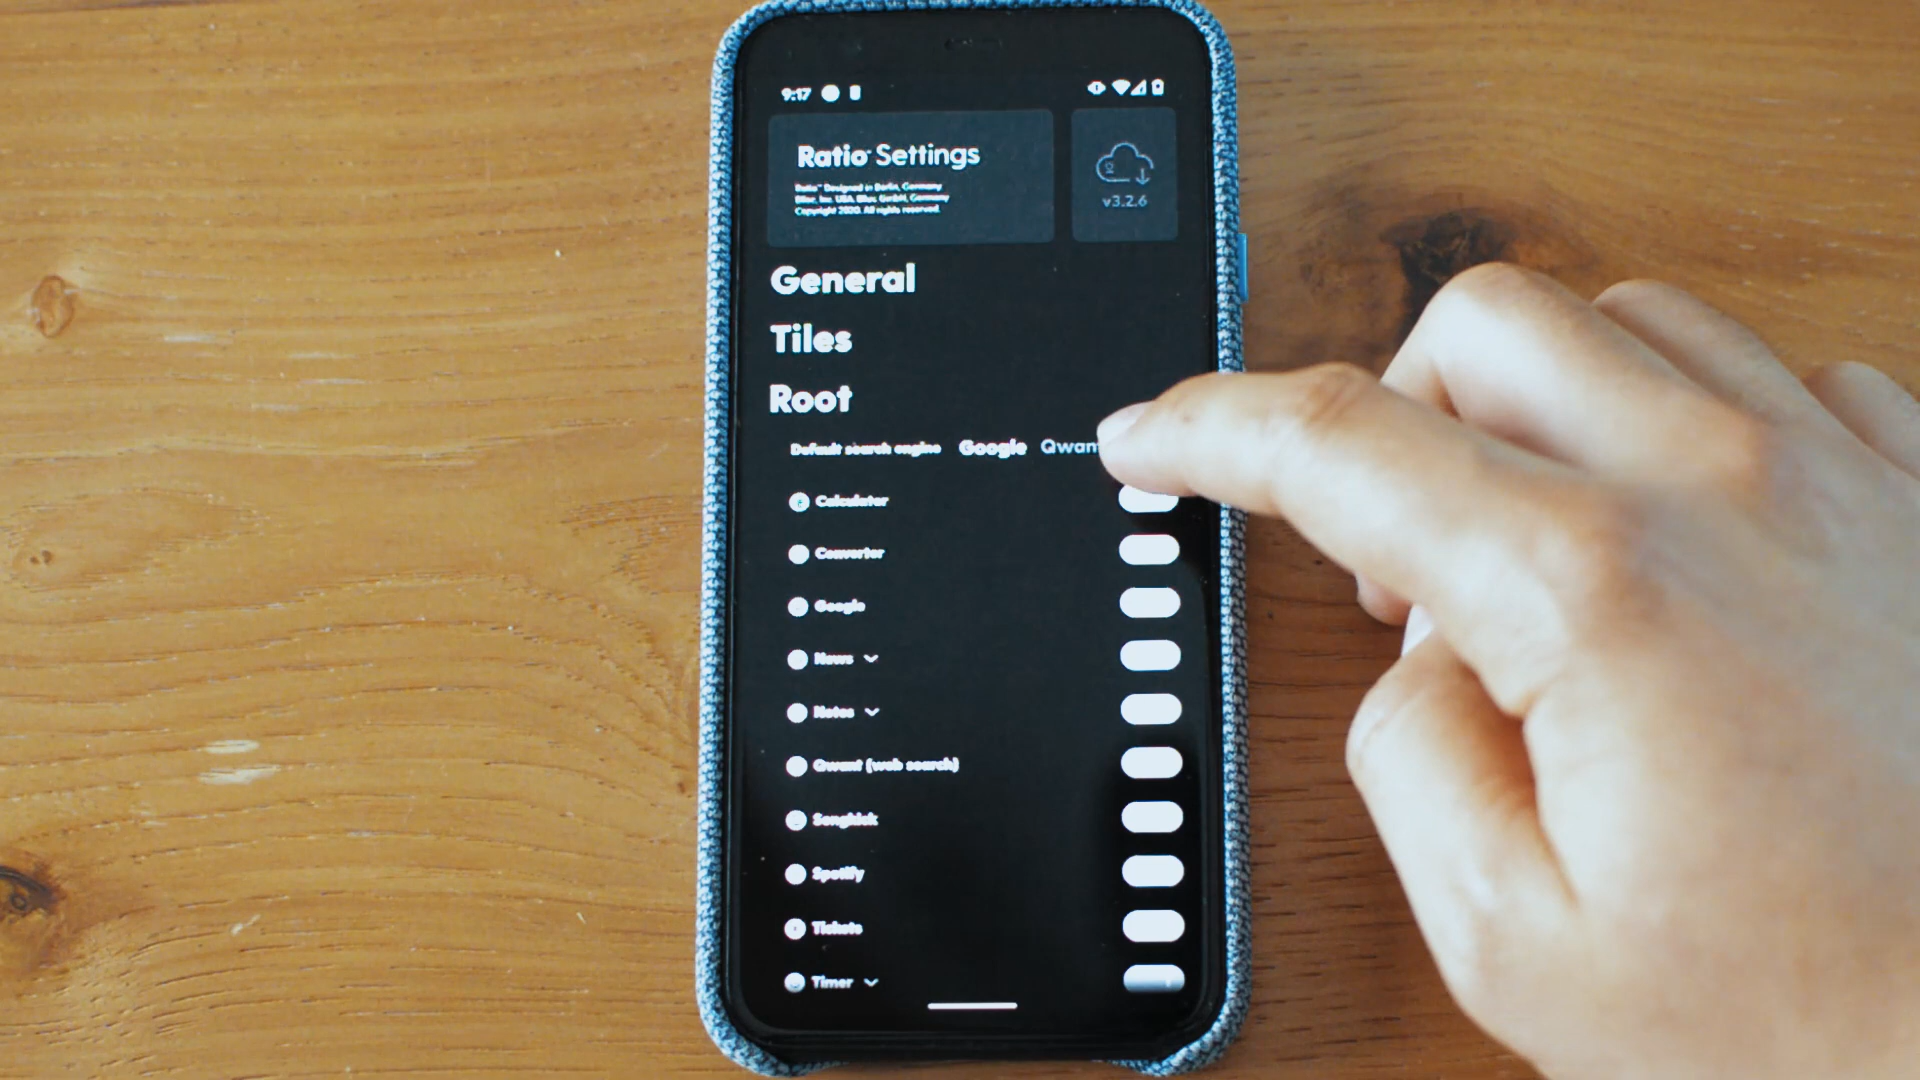 9:17
Ratio Settings
Ratio™ Designed in Berlin, Germany
Blloc, Inc. USA. Blloc GmbH, Germany
Copyright 2020. All rights reserved.
v3.2.6
General
Tiles
Root
Default search engine Google Qwan
Calculator
Converter
Google
News
Notes
Qwant (web search)
Songkick
Spotify
Tickets
Timer